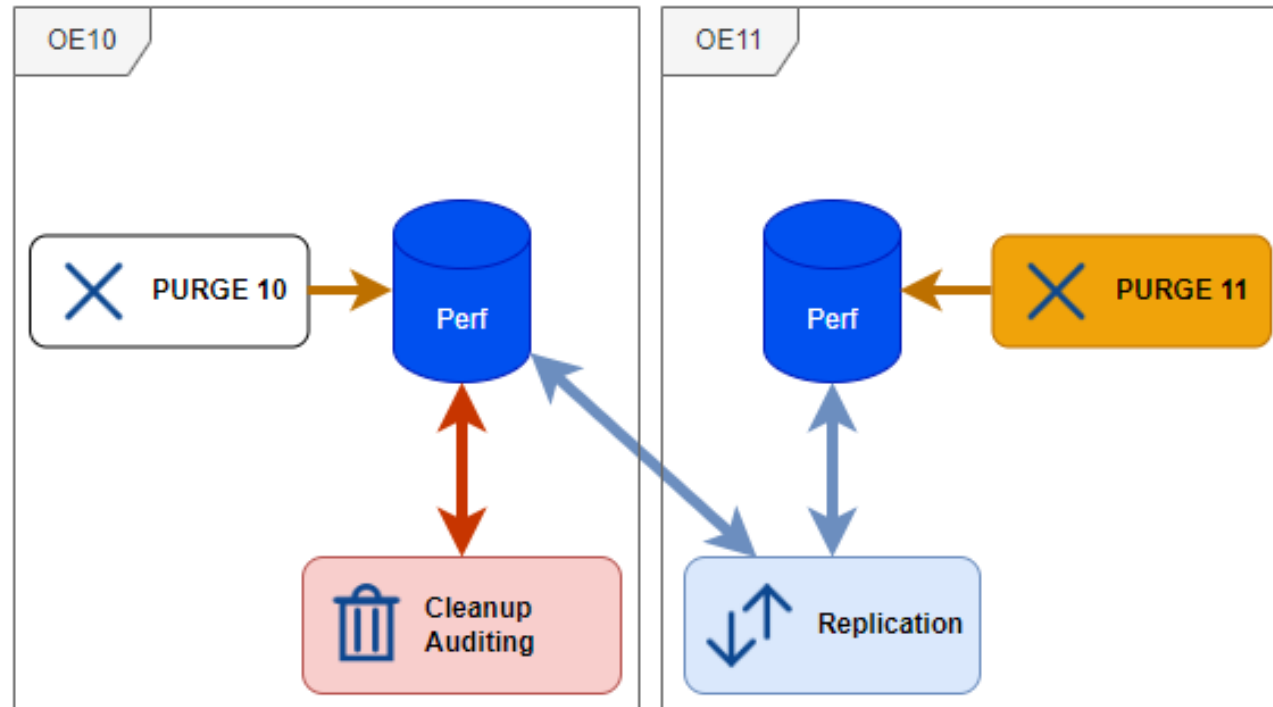 OE10
OE11
PURGE 10
Perf
Perf
PURGE 11
Cleanup
Auditing
Replication